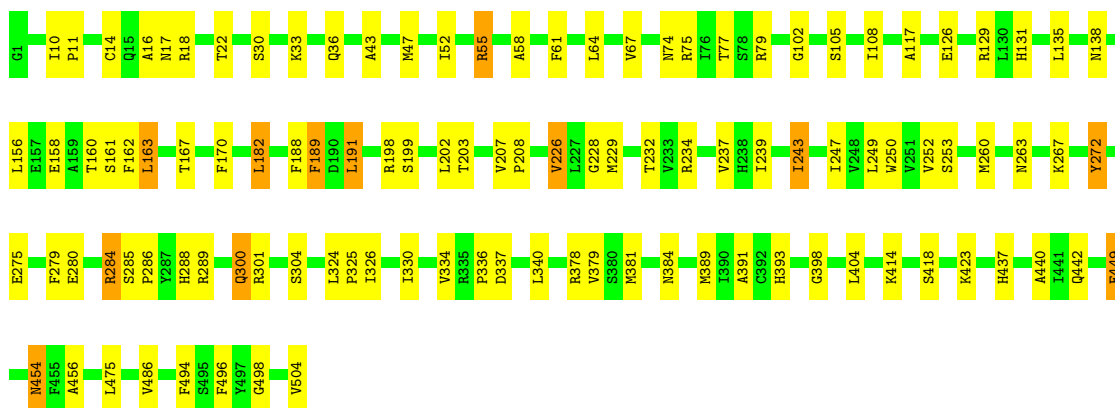 G1 I10 P11 C14 Q15 A16 N17 R18 T22 S30 K33 Q36 A43 M47 I52 R55 A58 F61 L64 V67 N74 R75 I76 T77 S78 R79 G102 S105 I108 A117 E126 R129 L130 H131 L135 N138
L156 E157 E158 A159 T160 S161 F162 L163 T167 F170 L182 F188 F189 D190 L191 R198 S199 L202 T203 V207 P208 V226 L227 G228 M229 T232 V233 R234 V237 H238 I239 I243 I247 V248 L249 W250 V251 V252 S253 M260 N263 K267 Y272
E275 F279 E280 R284 S285 P286 Y287 H288 R289 Q300 R301 S304 L324 P325 I326 I330 V334 R335 P336 D337 L340 R378 V379 S380 M381 N384 M389 I390 A391 C392 H393 G398 L404 K414 S418 K423 H437 A440 I441 Q442
N454 F455 A456 L475 V486 F494 S495 F496 Y497 G498 V504